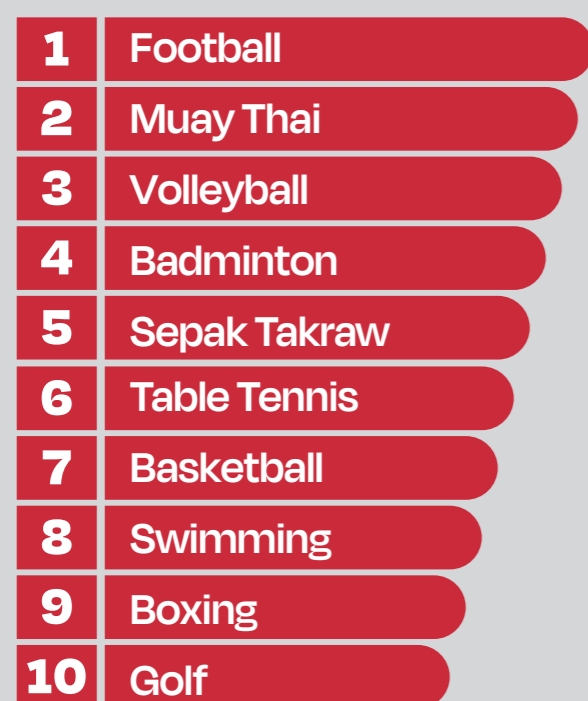 1 Football
2 Muay Thai
3 Volleyball
4 Badminton
5 Sepak Takraw
6 Table Tennis
7 Basketball
8 Swimming
9 Boxing
10 Golf